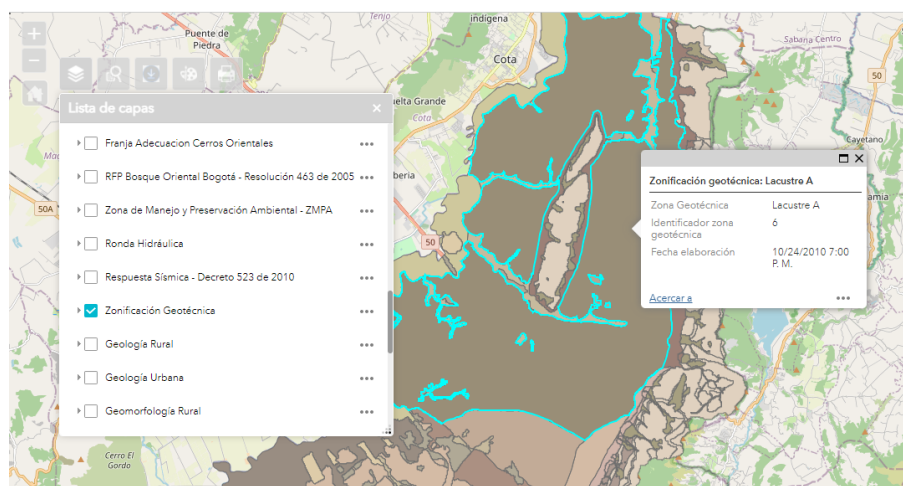 indígena
Puente de
Piedra
Tenjo
Sabana Centro
Cota
50
Lista de capas
Vuelta Grande
Cota
Franja Adecuacion Cerros Orientales
Cayetano
RFP Bosque Oriental Bogotá - Resolución 463 de 2005
Zonificación geotécnica: Lacustre A
Zona de Manejo y Preservación Ambiental - ZMPA
Zona Geotécnica Lacustre A
50A
Identificador zona 6
geotécnica
Ronda Hidráulica
50
Fecha elaboración 10/24/2010 7:00
P. M.
Respuesta Sísmica - Decreto 523 de 2010
Acercar a
Zonificación Geotécnica
Geología Rural
Geología Urbana
Geomorfología Rural
Cerro El
Gordo